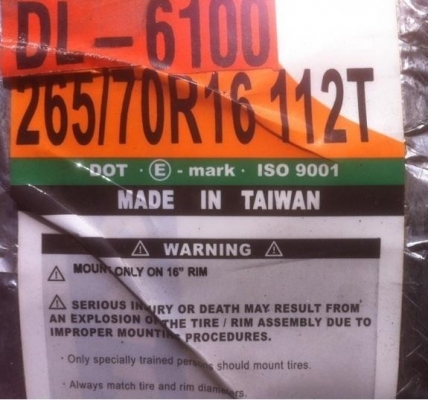 DL-6100
265/70R16 112T
DOT · E - mark · ISO 9001
MADE IN TAIWAN
WARNING
MOUNT ONLY ON 16" RIM
SERIOUS INJURY OR DEATH MAY RESULT FROM
AN EXPLOSION OF THE TIRE / RIM ASSEMBLY DUE TO
IMPROPER MOUNTING PROCEDURES.
· Only specially trained persons should mount tires.
· Always match tire and rim diameters.